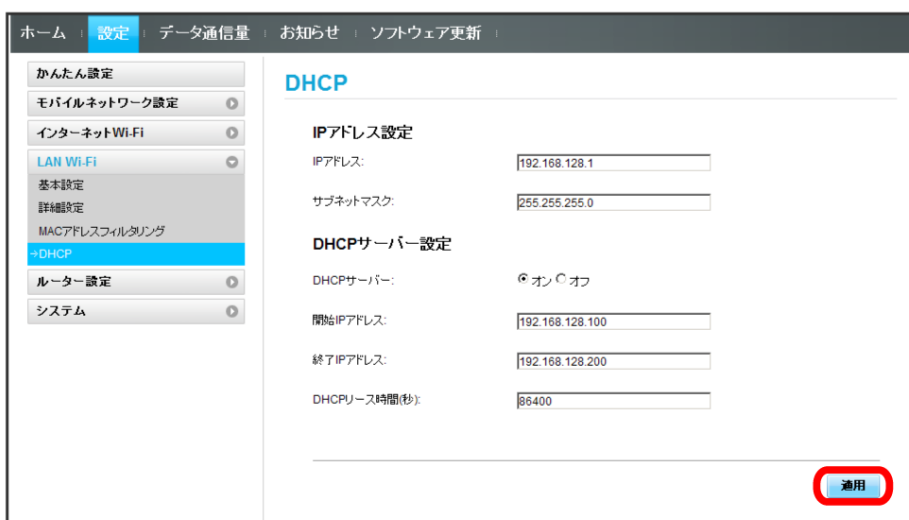 ホーム 設定 データ通信量 お知らせ ソフトウェア更新
かんたん設定
モバイルネットワーク設定
インターネットWi-Fi
LAN Wi-Fi
基本設定
詳細設定
MACアドレスフィルタリング
→DHCP
ルーター設定
システム
DHCP
IPアドレス設定
IPアドレス: 192.168.128.1
サブネットマスク: 255.255.255.0
DHCPサーバー設定
DHCPサーバー: オン オフ
開始IPアドレス: 192.168.128.100
終了IPアドレス: 192.168.128.200
DHCPリース時間(秒): 86400
適用